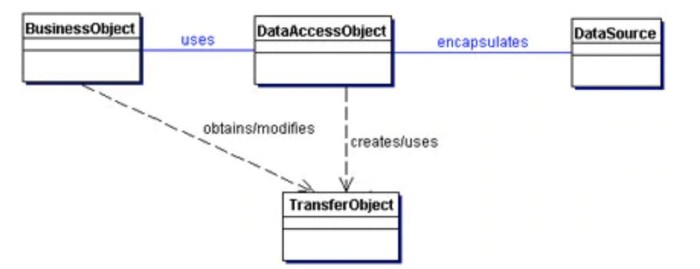 BusinessObject
uses
DataAccessObject
encapsulates
DataSource
obtains/modifies
creates/uses
TransferObject